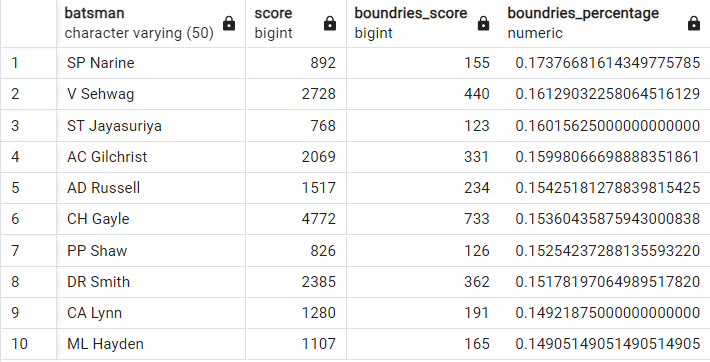 batsman score boundries_score boundries_percentage
character varying (50) bigint bigint numeric
1 SP Narine 892 155 0.17376681614349775785
2 V Sehwag 2728 440 0.16129032258064516129
3 ST Jayasuriya 768 123 0.16015625000000000000
4 AC Gilchrist 2069 331 0.15998066698888351861
5 AD Russell 1517 234 0.15425181278839815425
6 CH Gayle 4772 733 0.15360435875943000838
7 PP Shaw 826 126 0.15254237288135593220
8 DR Smith 2385 362 0.15178197064989517820
9 CA Lynn 1280 191 0.14921875000000000000
10 ML Hayden 1107 165 0.14905149051490514905